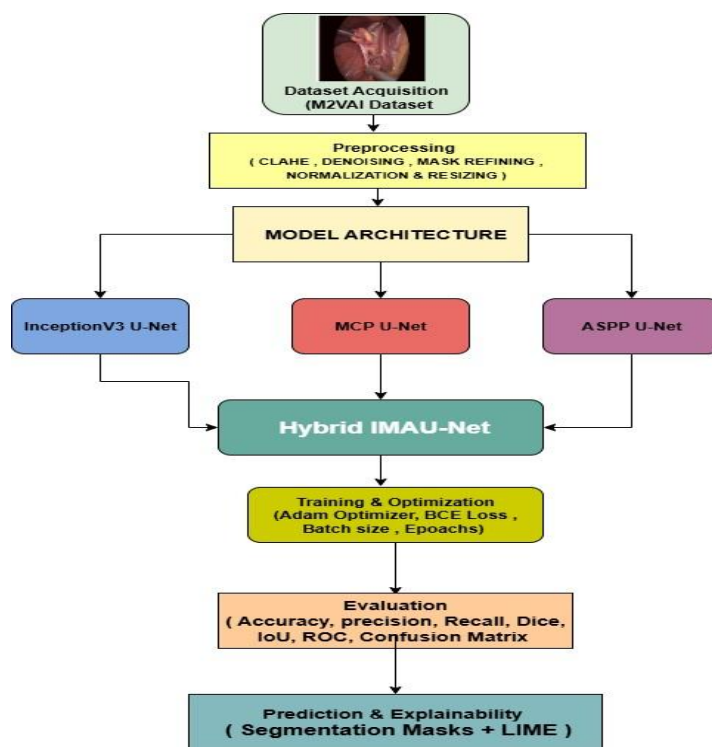 Dataset Acquisition
(M2VAI Dataset
Preprocessing
( CLAHE , DENOISING , MASK REFINING ,
NORMALIZATION & RESIZING )
MODEL ARCHITECTURE
InceptionV3 U-Net
MCP U-Net
ASPP U-Net
Hybrid IMAU-Net
Training & Optimization
(Adam Optimizer, BCE Loss ,
Batch size , Epoachs)
Evaluation
( Accuracy, precision, Recall, Dice,
IoU, ROC, Confusion Matrix
Prediction & Explainability
( Segmentation Masks + LIME )